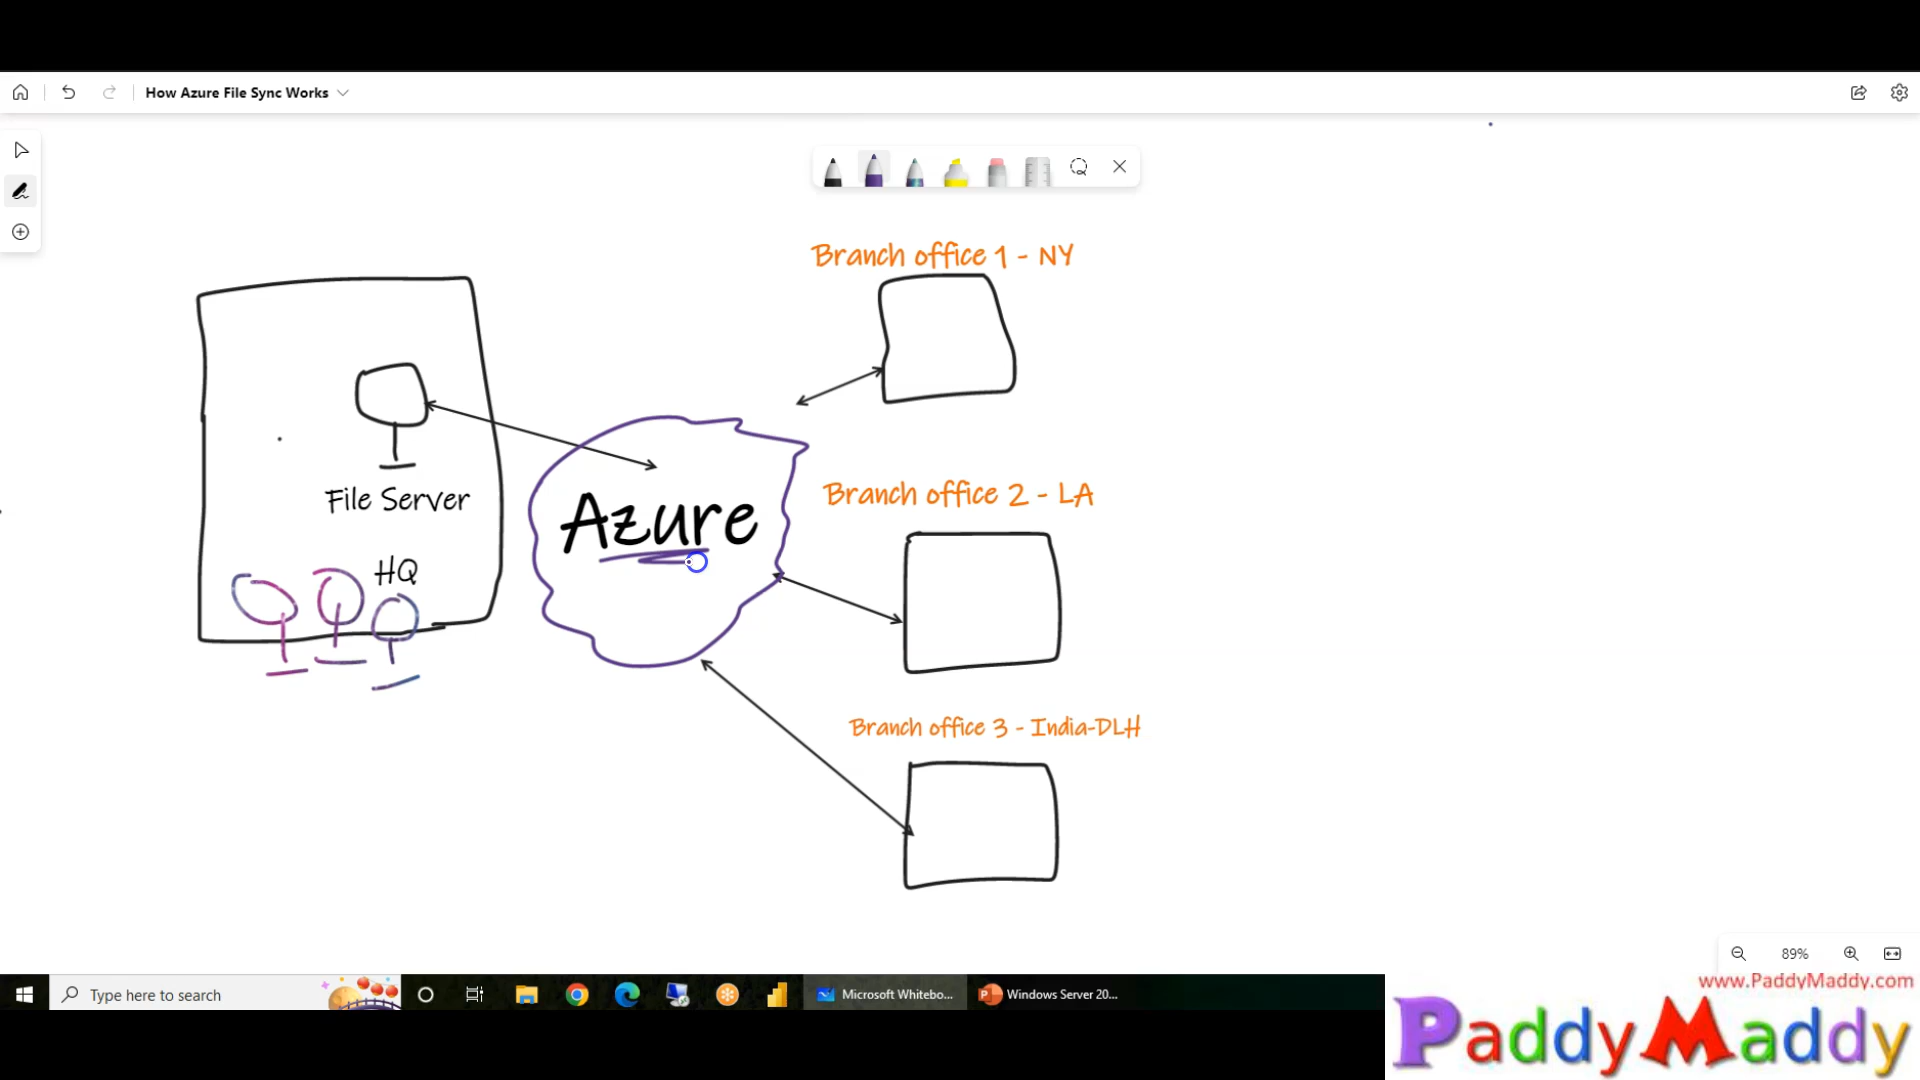 How Azure File Sync Works
Branch office 1 - NY
Azure
File Server
HQ
Branch office 2 - LA
Branch office 3 - India-DLH
89%
Type here to search
Microsoft Whitebo...
Windows Server 20...
www.PaddyMaddy.com
PaddyMaddy